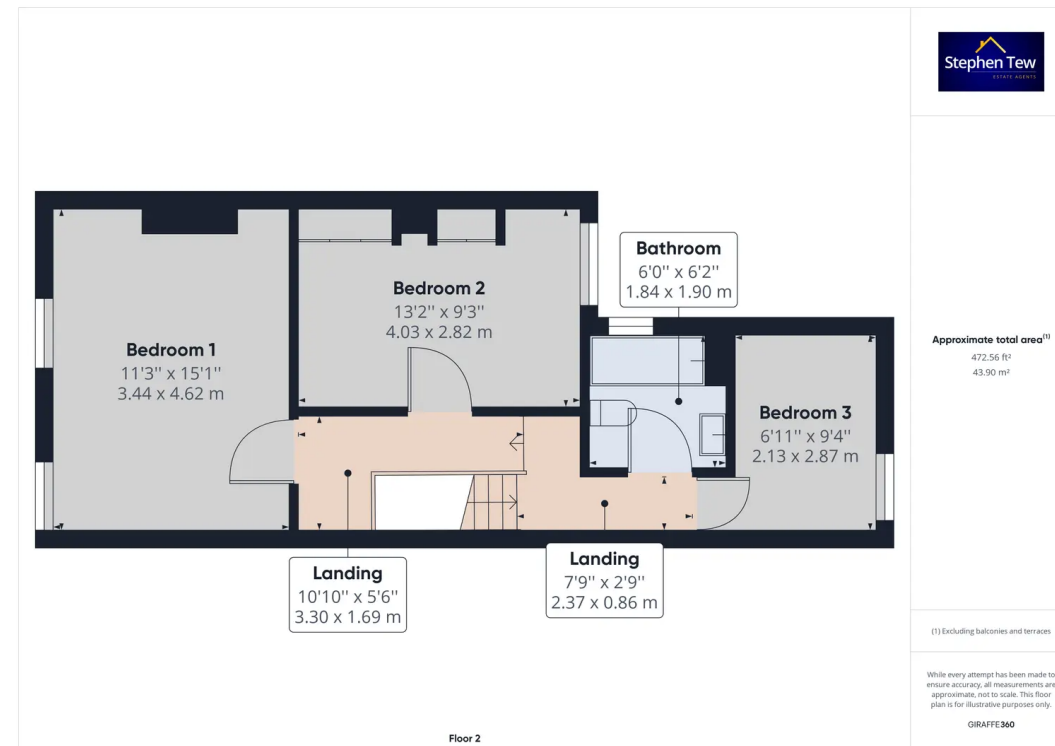 Stephen Tew
ESTATE AGENTS
Bathroom
6'0'' x 6'2''
1.84 x 1.90 m
Bedroom 2
13'2'' x 9'3''
4.03 x 2.82 m
Bedroom 1
11'3'' x 15'1''
3.44 x 4.62 m
Bedroom 3
6'11'' x 9'4''
2.13 x 2.87 m
Landing
10'10'' x 5'6''
3.30 x 1.69 m
Landing
7'9'' x 2'9''
2.37 x 0.86 m
Floor 2
Approximate total area(1)
472.56 ft²
43.90 m²
(1) Excluding balconies and terraces
While every attempt has been made to
ensure accuracy, all measurements are
approximate, not to scale. This floor
plan is for illustrative purposes only.
GIRAFFE360